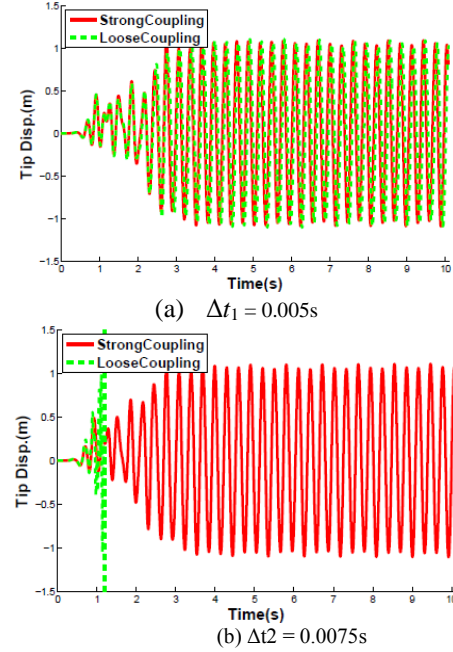 1.5
StrongCoupling
LooseCoupling
1
0.5
0
−0.5
−1
−1.5
Tip Disp.(m)
0 1 2 3 4 5 6 7 8 9 10
Time(s)
(a) Δt₁ = 0.005s
1.5
StrongCoupling
LooseCoupling
1
0.5
0
−0.5
−1
−1.5
Tip Disp.(m)
0 1 2 3 4 5 6 7 8 9 10
Time(s)
(b) Δt2 = 0.0075s